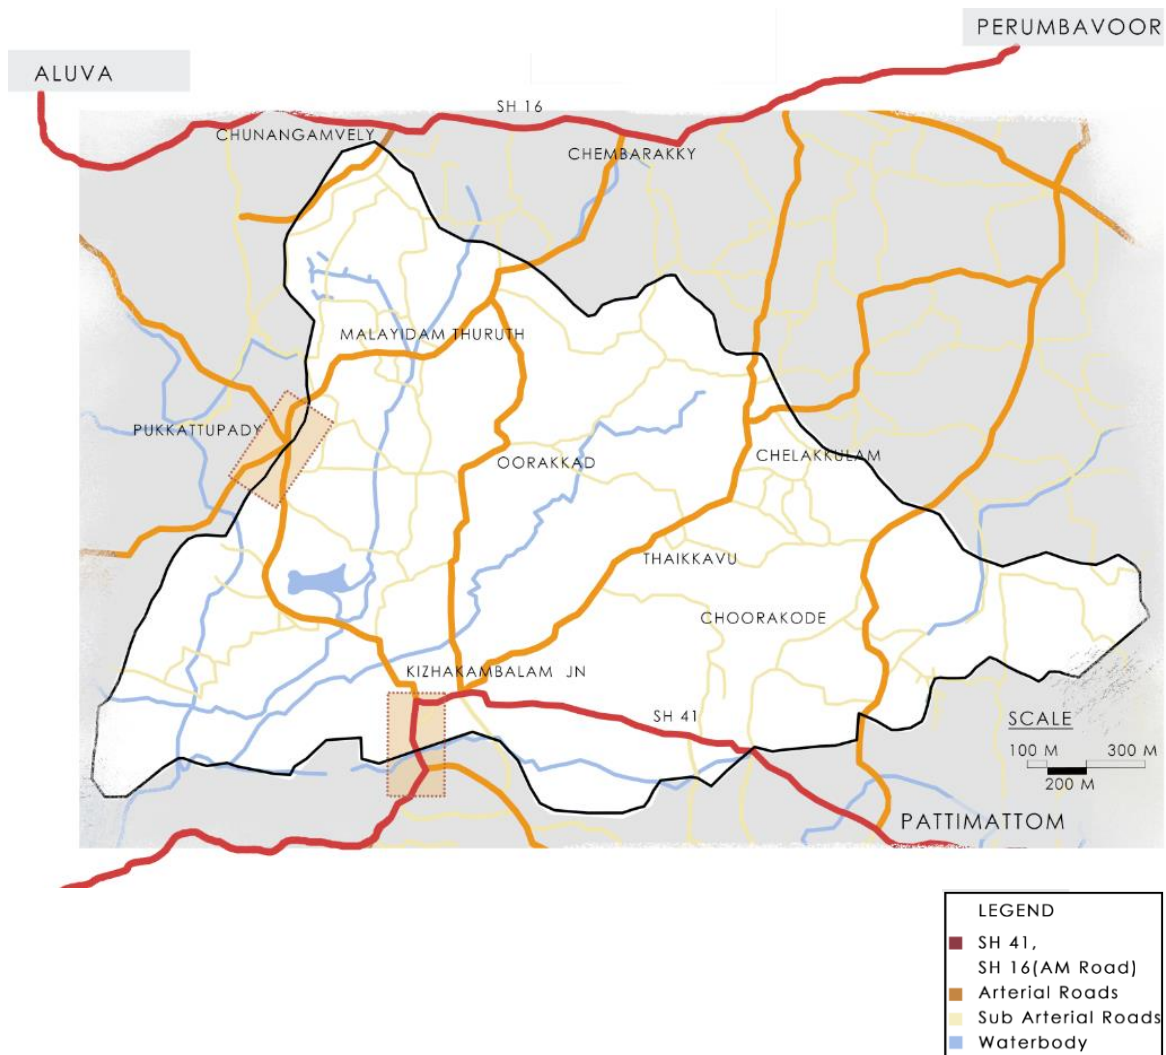 PERUMBAVOOR
ALUVA
SH 16
CHUNANGAMVELY
CHEMBARAKKY
MALAYIDAM THURUTH
PUKKATTUPADY
OORAKKAD
CHELAKKULAM
THAIKKAVU
CHOORAKODE
KIZHAKAMBALAM JN
SH 41
SCALE
100 M 300 M
200 M
PATTIMATTOM
LEGEND
SH 41,
SH 16(AM Road)
Arterial Roads
Sub Arterial Roads
Waterbody